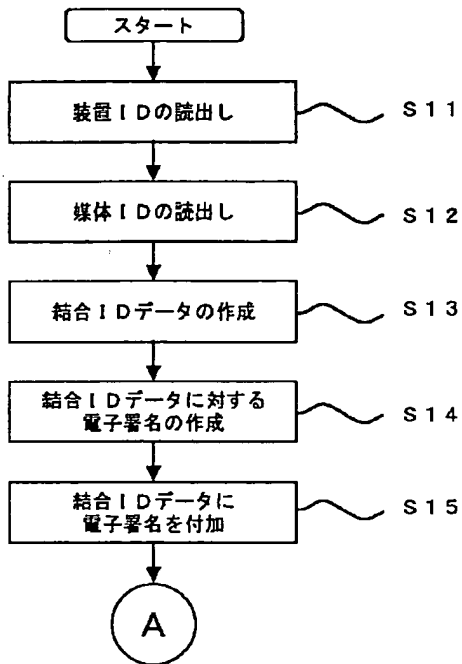 スタート
装置IDの読出し
S11
媒体IDの読出し
S12
結合IDデータの作成
S13
結合IDデータに対する
電子署名の作成
S14
結合IDデータに
電子署名を付加
S15
A